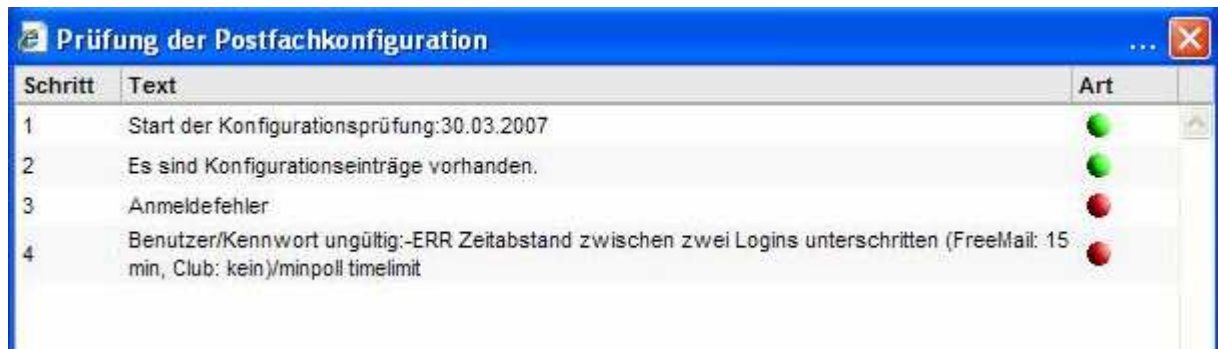 Prüfung der Postfachkonfiguration ...
Schritt Text Art
1 Start der Konfigurationsprüfung:30.03.2007
2 Es sind Konfigurationseinträge vorhanden.
3 Anmeldefehler
4 Benutzer/Kennwort ungültig:-ERR Zeitabstand zwischen zwei Logins unterschritten (FreeMail: 15
min, Club: kein)/minpoll timelimit